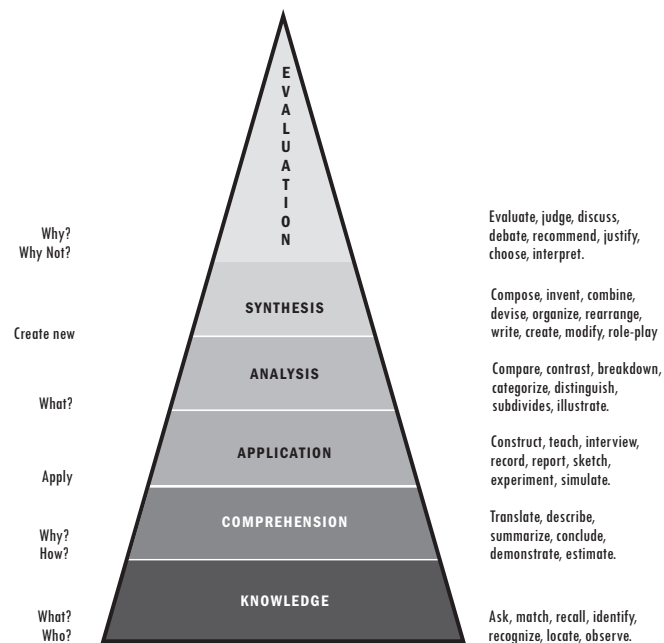 EVALUATION
Why?
Why Not?
Evaluate, judge, discuss,
debate, recommend, justify,
choose, interpret.
SYNTHESIS
Create new
Compose, invent, combine,
devise, organize, rearrange,
write, create, modify, role-play
ANALYSIS
What?
Compare, contrast, breakdown,
categorize, distinguish,
subdivides, illustrate.
APPLICATION
Apply
Construct, teach, interview,
record, report, sketch,
experiment, simulate.
COMPREHENSION
Why?
How?
Translate, describe,
summarize, conclude,
demonstrate, estimate.
KNOWLEDGE
What?
Who?
Ask, match, recall, identify,
recognize, locate, observe.